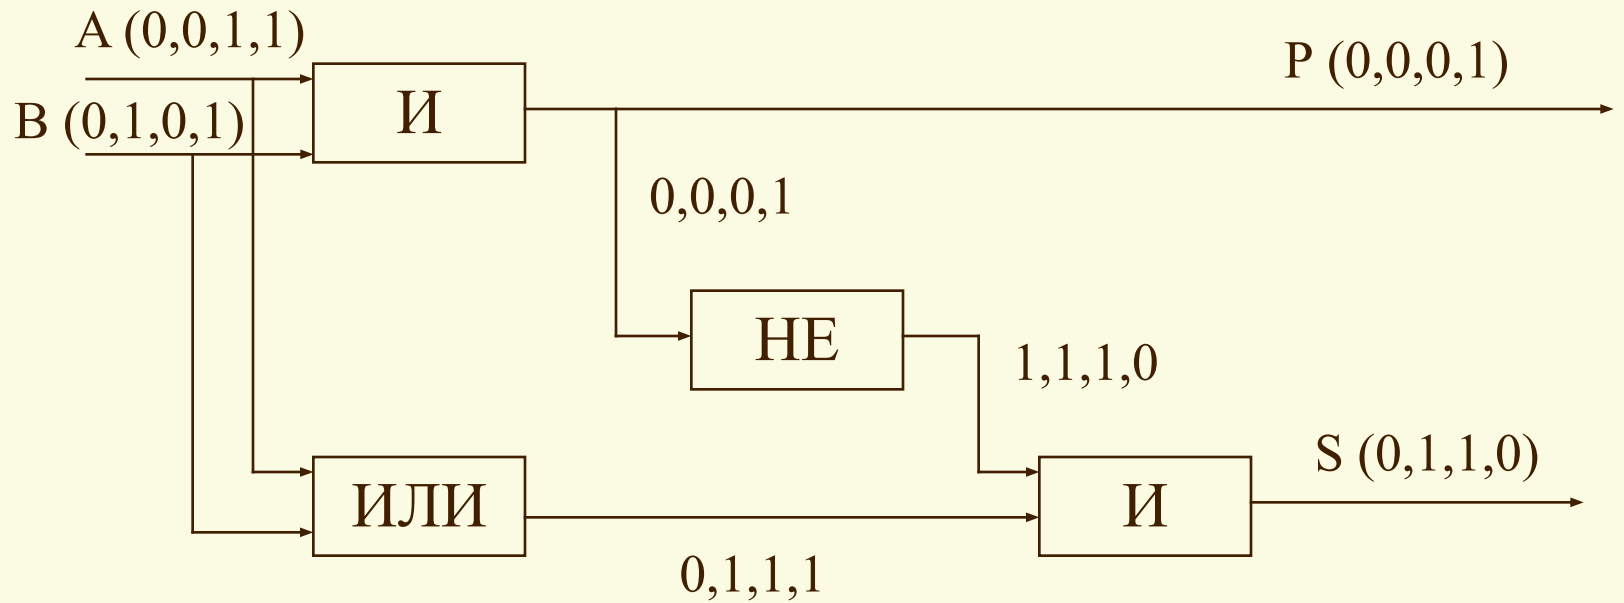 A (0,0,1,1)
P (0,0,0,1)
B (0,1,0,1)
И
0,0,0,1
НЕ
1,1,1,0
S (0,1,1,0)
ИЛИ
И
0,1,1,1